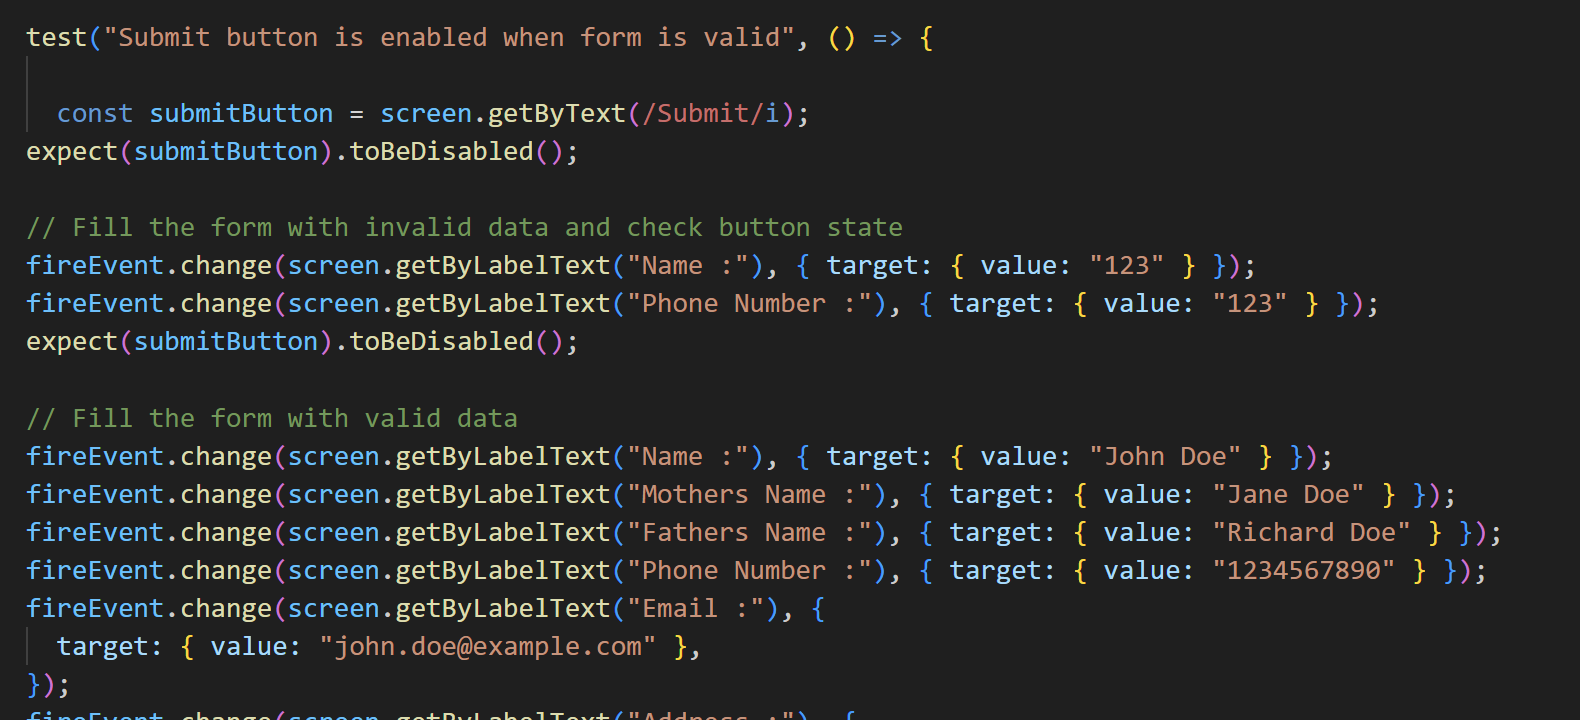 test("Submit button is enabled when form is valid", () => {
const submitButton = screen.getByText(/Submit/i);
expect(submitButton).toBeDisabled();
// Fill the form with invalid data and check button state
fireEvent.change(screen.getByLabelText("Name :"), { target: { value: "123" } });
fireEvent.change(screen.getByLabelText("Phone Number :"), { target: { value: "123" } });
expect(submitButton).toBeDisabled();
// Fill the form with valid data
fireEvent.change(screen.getByLabelText("Name :"), { target: { value: "John Doe" } });
fireEvent.change(screen.getByLabelText("Mothers Name :"), { target: { value: "Jane Doe" } });
fireEvent.change(screen.getByLabelText("Fathers Name :"), { target: { value: "Richard Doe" } });
fireEvent.change(screen.getByLabelText("Phone Number :"), { target: { value: "1234567890" } });
fireEvent.change(screen.getByLabelText("Email :"), {
target: { value: "john.doe@example.com" },
});
fireEvent.change(screen.getByLabelText("Address :"), {